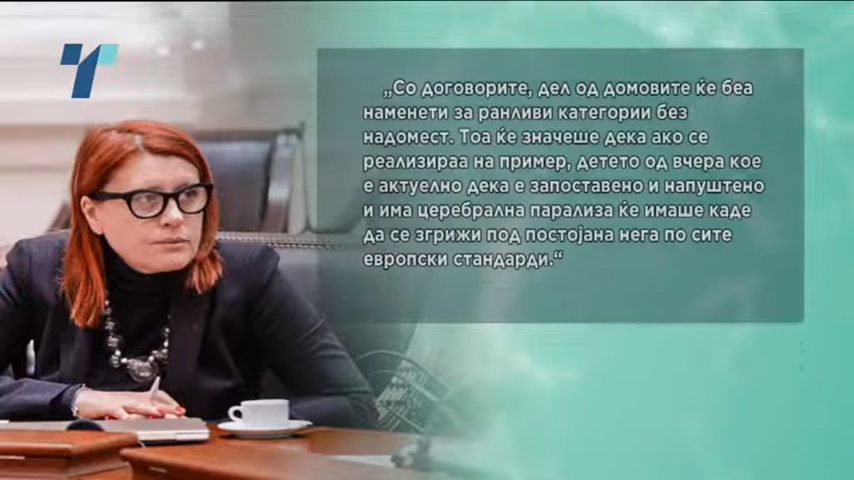 „Со договорите, дел од домовите ќе беа
наменети за ранливи категории без
надомест. Тоа ќе значеше дека ако се
реализираа на пример, детето од вчера кое
е актуелно дека е запоставено и напуштено
и има церебрална парализа ќе имаше каде
да се згрижи под постојана нега по сите
европски стандарди.“